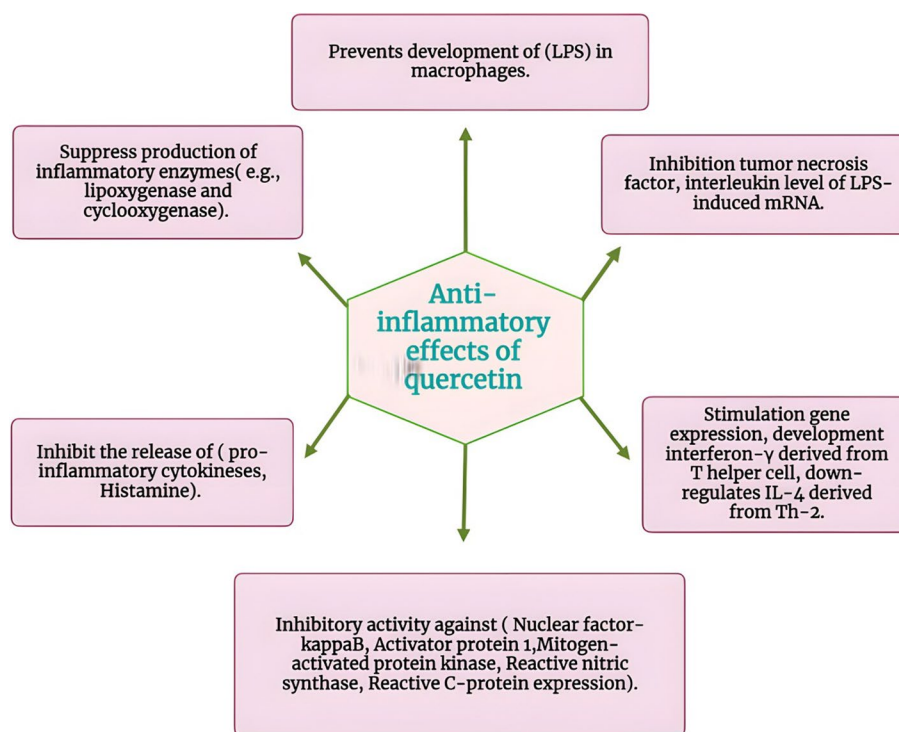 Prevents development of (LPS) in
macrophages.
Suppress production of
inflammatory enzymes( e.g.,
lipoxygenase and
cyclooxygenase).
Inhibition tumor necrosis
factor, interleukin level of LPS-
induced mRNA.
Anti-
inflammatory
effects of
quercetin
Inhibit the release of ( pro-
inflammatory cytokineses,
Histamine).
Stimulation gene
expression, development
interferon-γ derived from
T helper cell, down-
regulates IL-4 derived
from Th-2.
Inhibitory activity against ( Nuclear factor-
kappaB, Activator protein 1,Mitogen-
activated protein kinase, Reactive nitric
synthase, Reactive C-protein expression).